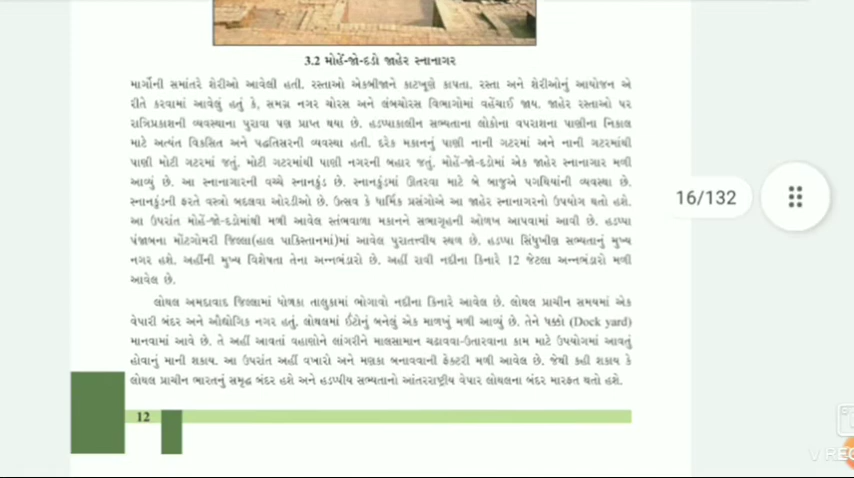 3.2 મોહેં-જો-દડો જાહેર સ્નાનાગર
માર્ગોની સમાંતરે શેરીઓ આવેલી હતી. રસ્તાઓ એકબીજાને કાટખૂણે કાપતા. રસ્તા અને શેરીઓનું આયોજન એ
રીતે કરવામાં આવેલું હતું કે, સમગ્ર નગર ચોરસ અને લંબચોરસ વિભાગોમાં વહેંચાઈ જાય. જાહેર રસ્તાઓ પર
રાત્રિપ્રકાશની વ્યવસ્થાના પુરાવા પણ પ્રાપ્ત થયા છે. હડપ્પાકાલીન સભ્યતાના લોકોના વપરાશના પાણીના નિકાલ
માટે અત્યંત વિકસિત અને પદ્ધતિસરની વ્યવસ્થા હતી. દરેક મકાનનું પાણી નાની ગટરમાં અને નાની ગટરમાંથી
પાણી મોટી ગટરમાં જતું. મોટી ગટરમાંથી પાણી નગરની બહાર જતું. મોહેં-જો-દડોમાં એક જાહેર સ્નાનાગાર મળી
આવ્યું છે. આ સ્નાનાગારની વચ્ચે સ્નાનકુંડ છે. સ્નાનકુંડમાં ઊતરવા માટે બે બાજુએ પગથિયાંની વ્યવસ્થા છે.
સ્નાનકુંડની ફરતે વસ્ત્રો બદલવા ઓરડીઓ છે. ઉત્સવ કે ધાર્મિક પ્રસંગોએ આ જાહેર સ્નાનાગરનો ઉપયોગ થતો હશે.
આ ઉપરાંત મોહેં-જો-દડોમાંથી મળી આવેલ સ્તંભવાળા મકાનને સભાગૃહની ઓળખ આપવામાં આવી છે. હડપ્પા
પંજાબના મોંટગોમરી જિલ્લા(હાલ પાકિસ્તાનમાં)માં આવેલ પુરાતત્ત્વીય સ્થળ છે. હડપ્પા સિંધુખીણ સભ્યતાનું મુખ્ય
નગર હશે. અહીંની મુખ્ય વિશેષતા તેના અન્નભંડારો છે. અહીં રાવી નદીના કિનારે 12 જેટલા અન્નભંડારો મળી
આવેલ છે.
લોથલ અમદાવાદ જિલ્લામાં ધોળકા તાલુકામાં ભોગાવો નદીના કિનારે આવેલ છે. લોથલ પ્રાચીન સમયમાં એક
વેપારી બંદર અને ઔદ્યોગિક નગર હતું. લોથલમાં ઈંટોનું બનેલું એક માળખું મળી આવ્યું છે. તેને ધક્કો (Dock yard)
માનવામાં આવે છે. તે અહીં આવતાં વહાણોને લાંગરીને માલસામાન ચઢાવવા-ઉતારવાના કામ માટે ઉપયોગમાં આવતું
હોવાનું માની શકાય. આ ઉપરાંત અહીં વખારો અને મણકા બનાવવાની ફેક્ટરી મળી આવેલ છે. જેથી કહી શકાય કે
લોથલ પ્રાચીન ભારતનું સમૃદ્ધ બંદર હશે અને હડપ્પીય સભ્યતાનો આંતરરાષ્ટ્રીય વેપાર લોથલના બંદર મારફત થતો હશે.
12
16/132